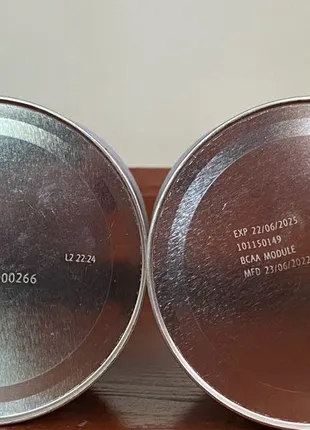 L2 22:24
00266
EXP 22/06/2025
101150149
BCAA MODULE
MFD 23/06/2022